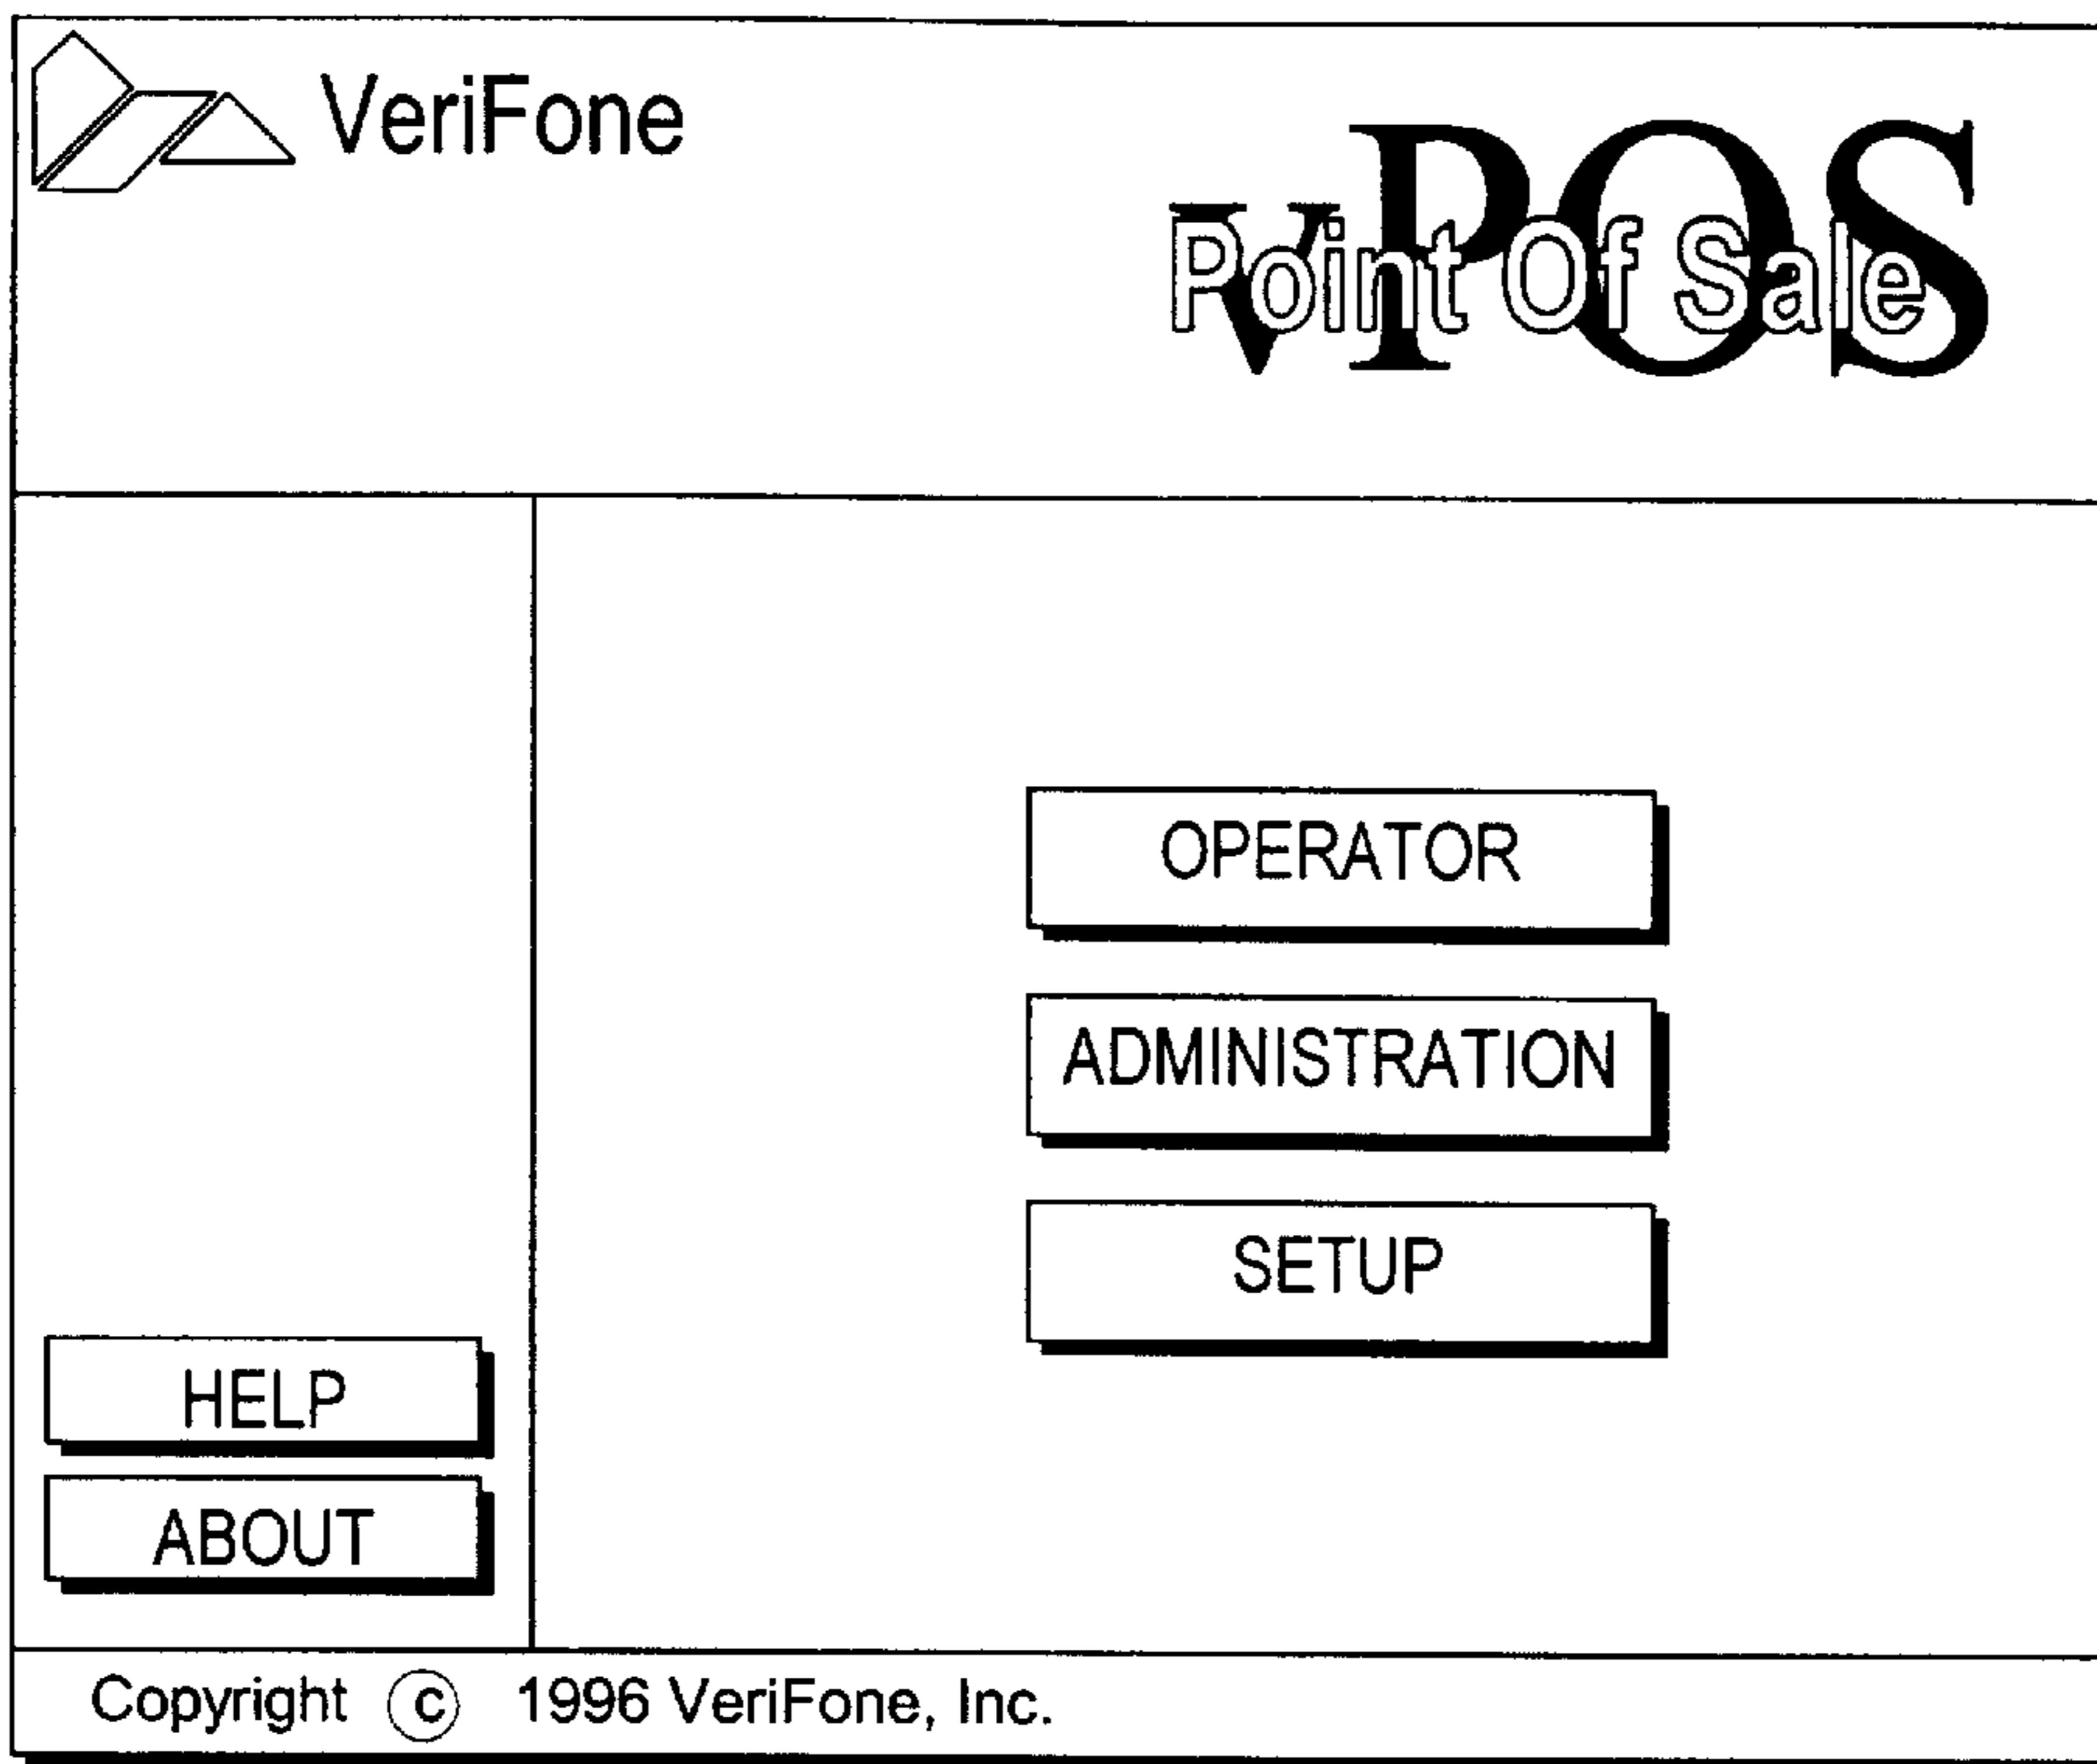 VeriFone
VPOS
Point Of Sale
OPERATOR
ADMINISTRATION
SETUP
HELP
ABOUT
Copyright © 1996 VeriFone, Inc.